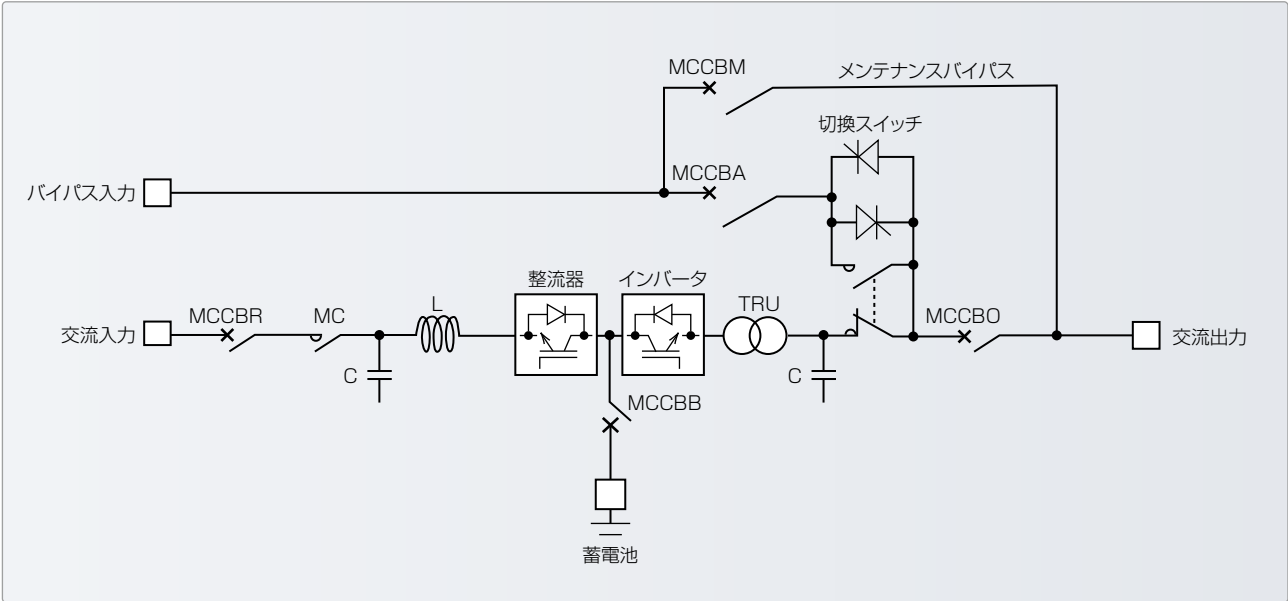 MCCBM
メンテナンスバイパス
切換スイッチ
MCCBA
バイパス入力
整流器
インバータ
MCCBR
MC
L
TRU
MCCBO
交流入力
交流出力
C
C
MCCBB
蓄電池